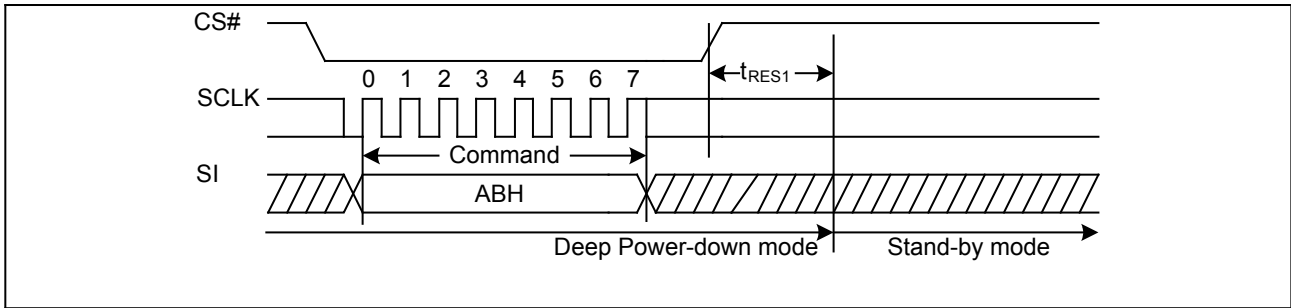 CS#
tRES1
0 1 2 3 4 5 6 7
SCLK
Command
SI
ABH
Deep Power-down mode Stand-by mode